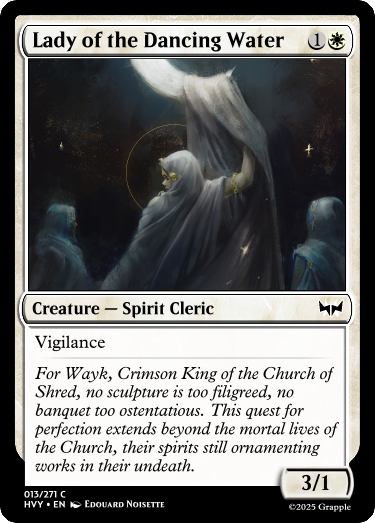 Lady of the Dancing Water 1
Creature — Spirit Cleric
Vigilance
For Wayk, Crimson King of the Church of
Shred, no sculpture is too filigreed, no
banquet too ostentatious. This quest for
perfection extends beyond the mortal lives of
the Church, their spirits still ornamenting
works in their undeath.
3/1
013/271 C
HVY • EN Edouard Noisette
©2025 Grapple